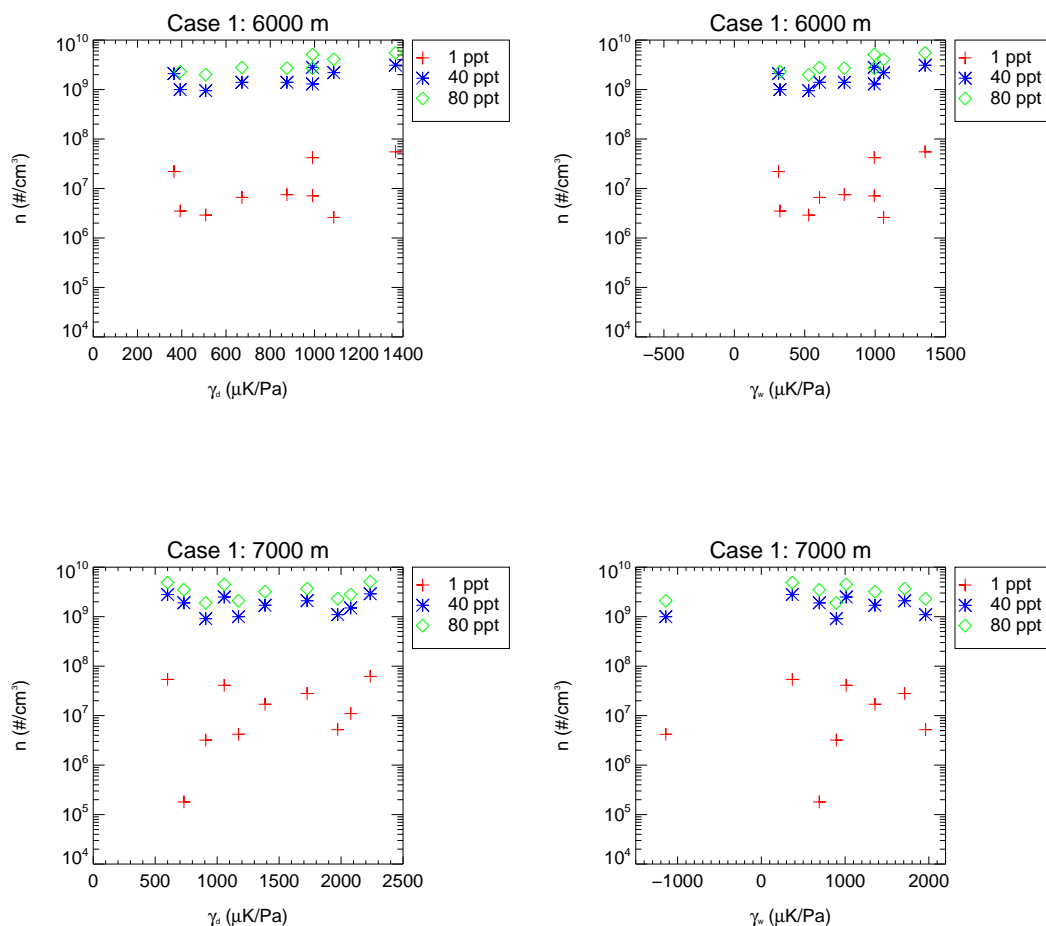 Case 1: 6000 m
n (#/cm³)
10¹⁰
10⁹
10⁸
10⁷
10⁶
10⁵
10⁴
0 200 400 600 800 1000 1200 1400
γd (μK/Pa)
1 ppt
40 ppt
80 ppt
Case 1: 6000 m
n (#/cm³)
10¹⁰
10⁹
10⁸
10⁷
10⁶
10⁵
10⁴
−500 0 500 1000 1500
γw (μK/Pa)
1 ppt
40 ppt
80 ppt
Case 1: 7000 m
n (#/cm³)
10¹⁰
10⁹
10⁸
10⁷
10⁶
10⁵
10⁴
0 500 1000 1500 2000 2500
γd (μK/Pa)
1 ppt
40 ppt
80 ppt
Case 1: 7000 m
n (#/cm³)
10¹⁰
10⁹
10⁸
10⁷
10⁶
10⁵
10⁴
−1000 0 1000 2000
γw (μK/Pa)
1 ppt
40 ppt
80 ppt